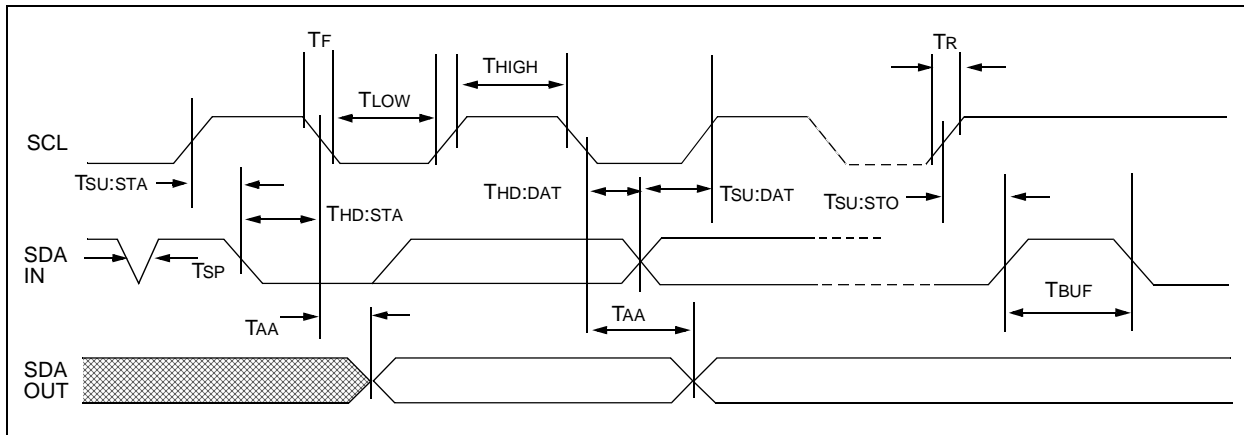 TF
TR
THIGH
TLOW
SCL
TSU:STA
THD:DAT
TSU:DAT
TSU:STO
THD:STA
SDA
IN
TSP
TBUF
TAA
TAA
SDA
OUT